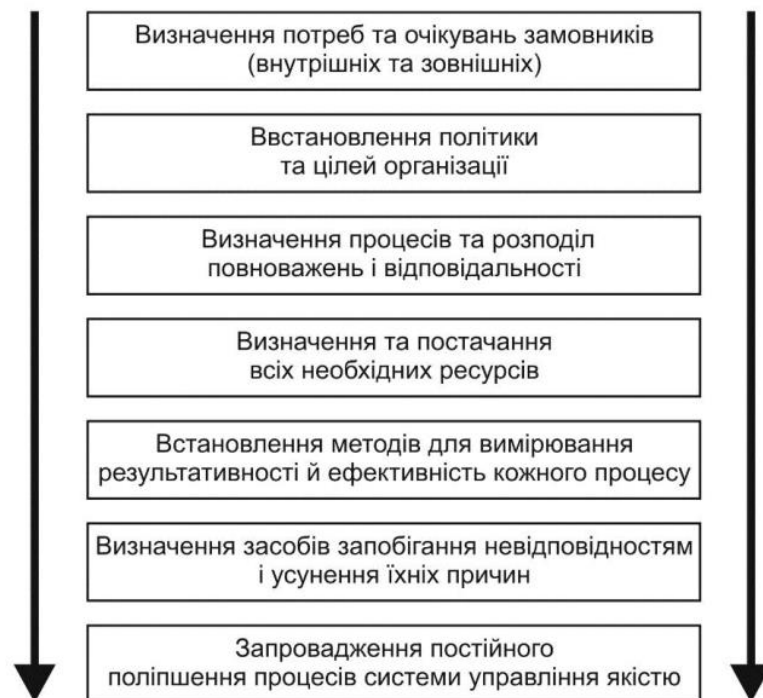 Визначення потреб та очікувань замовників
(внутрішніх та зовнішніх)
Ввстановлення політики
та цілей організації
Визначення процесів та розподіл
повноважень і відповідальності
Визначення та постачання
всіх необхідних ресурсів
Встановлення методів для вимірювання
результативності й ефективність кожного процесу
Визначення засобів запобігання невідповідностям
і усунення їхніх причин
Запровадження постійного
поліпшення процесів системи управління якістю